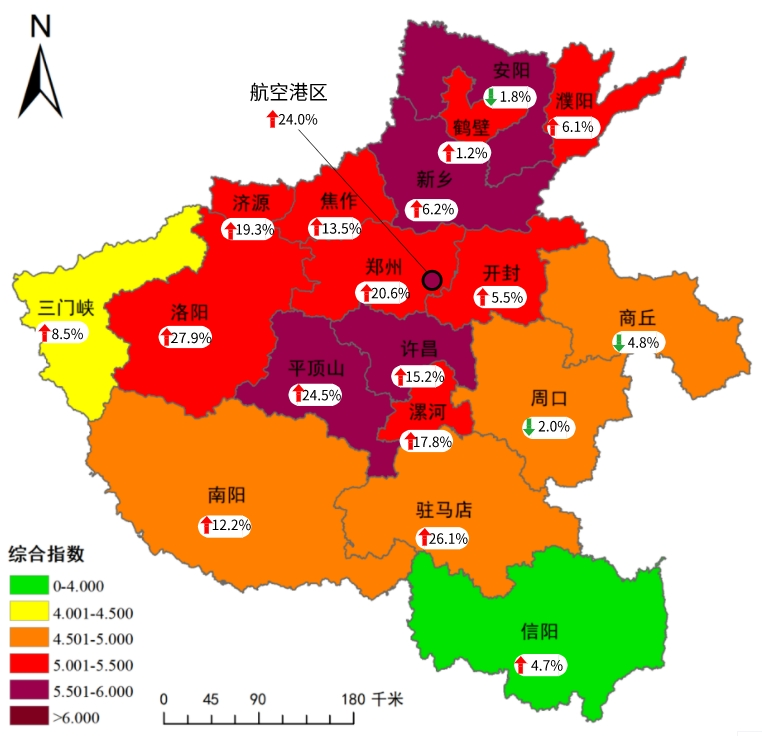 N
安阳
1.8%
航空港区
24.0%
濮阳
6.1%
鹤壁
1.2%
新乡
6.2%
济源
19.3%
焦作
13.5%
郑州
20.6%
开封
5.5%
三门峡
8.5%
洛阳
27.9%
商丘
4.8%
平顶山
24.5%
许昌
15.2%
周口
2.0%
漯河
17.8%
南阳
12.2%
驻马店
26.1%
信阳
4.7%
综合指数
0-4.000
4.001-4.500
4.501-5.000
5.001-5.500
5.501-6.000
>6.000
0 45 90 180 千米